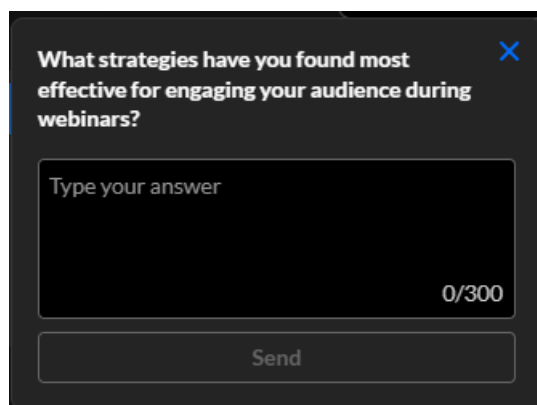 What strategies have you found most
effective for engaging your audience during
webinars?
Type your answer
0/300
Send